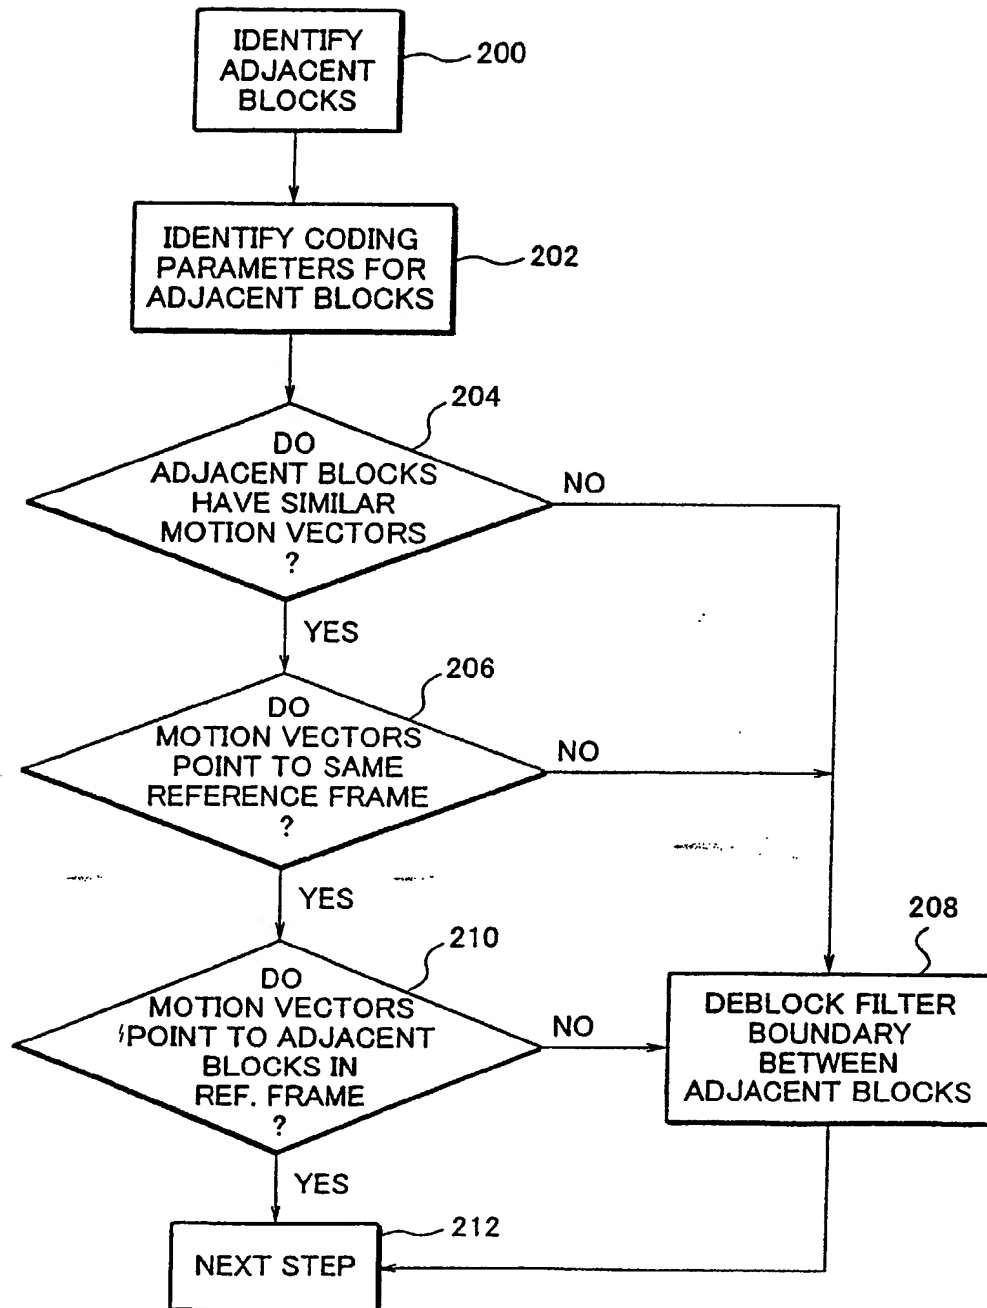 IDENTIFY
ADJACENT
BLOCKS
200
IDENTIFY CODING
PARAMETERS FOR
ADJACENT BLOCKS
202
204
DO
ADJACENT BLOCKS
HAVE SIMILAR
MOTION VECTORS
?
NO
YES
206
DO
MOTION VECTORS
POINT TO SAME
REFERENCE FRAME
?
NO
YES
210
DO
MOTION VECTORS
POINT TO ADJACENT
BLOCKS IN
REF. FRAME
?
NO
YES
208
DEBLOCK FILTER
BOUNDARY
BETWEEN
ADJACENT BLOCKS
212
NEXT STEP